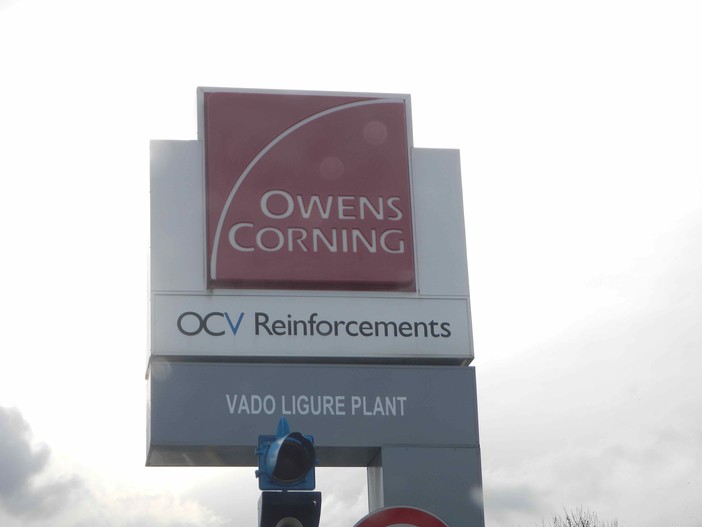 OWENS
CORNING
OCV Reinforcements
VADO LIGURE PLANT